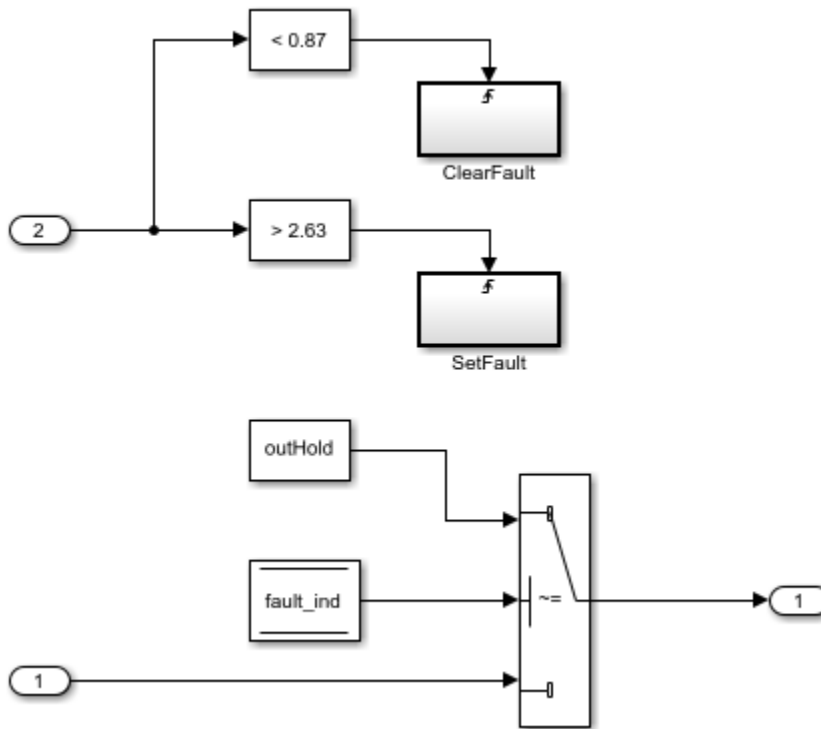 < 0.87
ClearFault
2
> 2.63
SetFault
outHold
fault_ind
~=
1
1